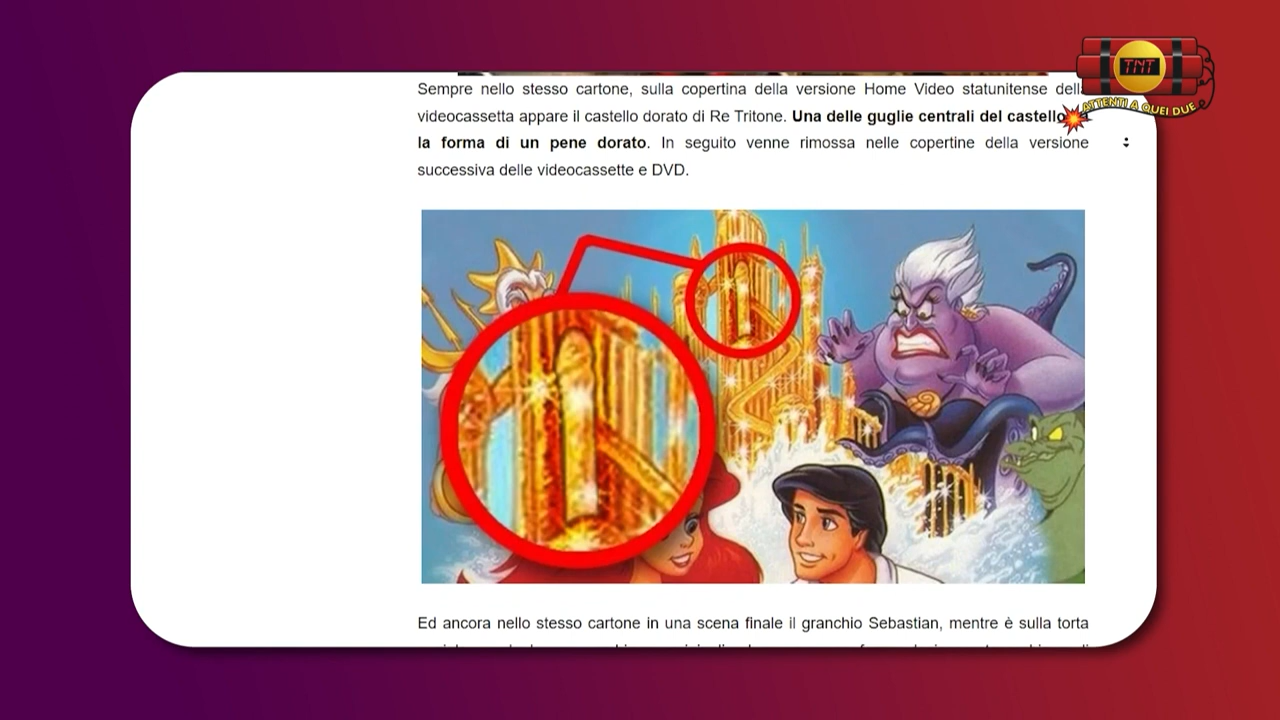 TNT
ATTENTI A QUEI DUE
Sempre nello stesso cartone, sulla copertina della versione Home Video statunitense della
videocassetta appare il castello dorato di Re Tritone. Una delle guglie centrali del castello
la forma di un pene dorato. In seguito venne rimossa nelle copertine della versione
successiva delle videocassette e DVD.
Ed ancora nello stesso cartone in una scena finale il granchio Sebastian, mentre è sulla torta